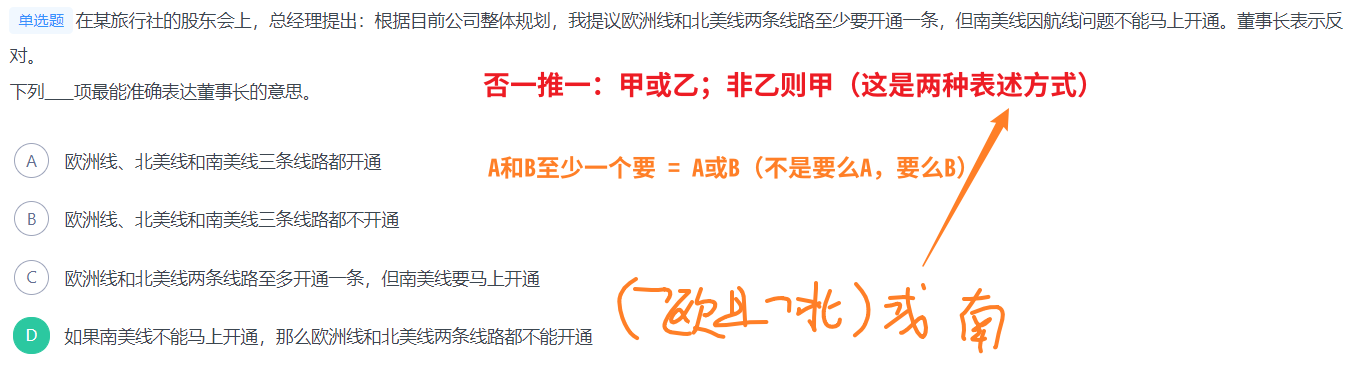 单选题 在某旅行社的股东会上，总经理提出：根据目前公司整体规划，我提议欧洲线和北美线两条线路至少要开通一条，但南美线因航线问题不能马上开通。董事长表示反
对。
下列___项最能准确表达董事长的意思。
否一推一：甲或乙；非乙则甲（这是两种表述方式）
A 欧洲线、北美线和南美线三条线路都开通
A和B至少一个要 = A或B（不是要么A，要么B）
B 欧洲线、北美线和南美线三条线路都不开通
C 欧洲线和北美线两条线路至多开通一条，但南美线要马上开通
(¬欧且¬北)或 南
D 如果南美线不能马上开通，那么欧洲线和北美线两条线路都不能开通